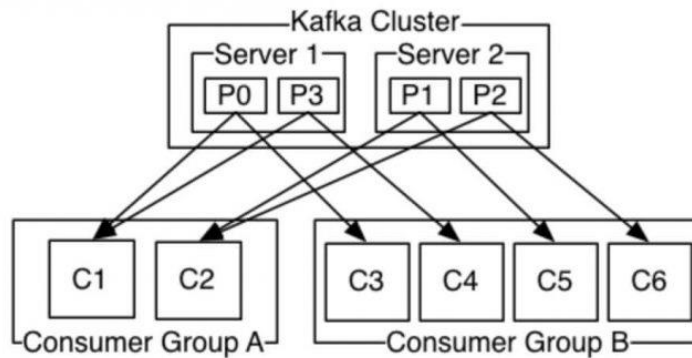 Kafka Cluster
Server 1 Server 2
P0 P3 P1 P2
C1 C2 C3 C4 C5 C6
Consumer Group A Consumer Group B